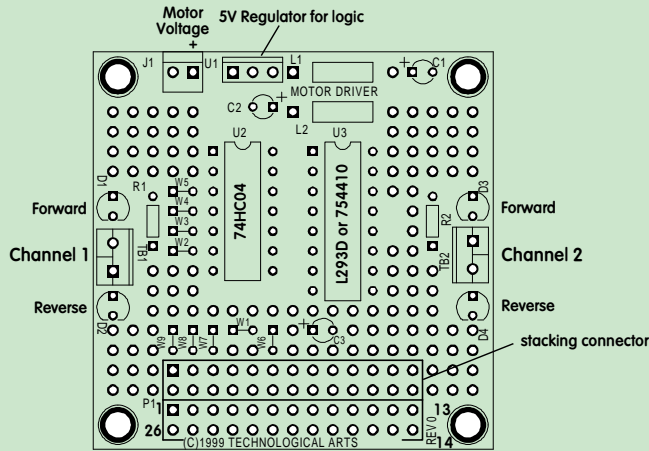 Motor
Voltage
+
5V Regulator for logic
J1
U1
L1
+
C1
MOTOR DRIVER
C2
+
L2
U2
U3
D1
R1
W5
W4
W3
W2
74HC04
L293D or 754410
D3
R2
Forward
Forward
Channel 1
TB1
TB2
Channel 2
Reverse
Reverse
D2
D4
W9
W8
W7
W1
W6
+
C3
stacking connector
P1
1
13
26
14
REV 0
(C)1999 TECHNOLOGICAL ARTS